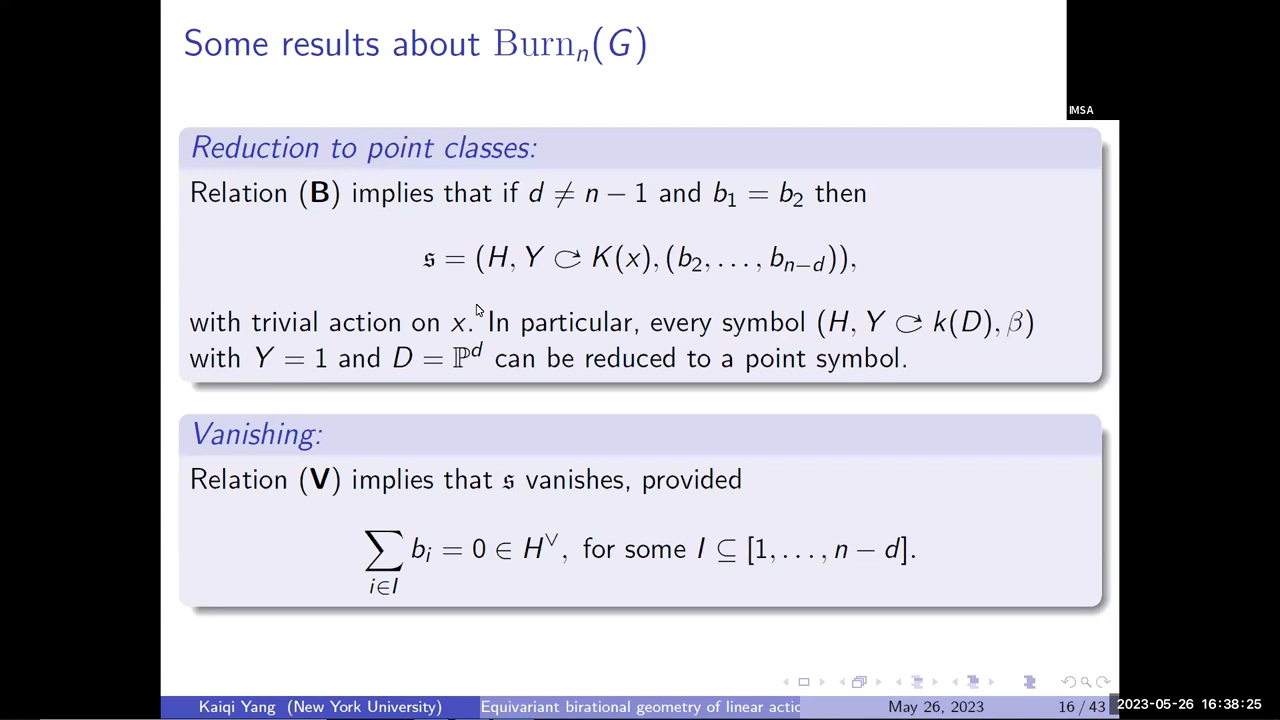 Some results about Burn_n(G)
IMSA
Reduction to point classes:
Relation (B) implies that if d ≠ n − 1 and b_1 = b_2 then
𝔰 = (H, Y ⟳ K(x), (b_2, . . . , b_{n−d})),
with trivial action on x. In particular, every symbol (H, Y ⟳ k(D), β)
with Y = 1 and D = ℙ^d can be reduced to a point symbol.
Vanishing:
Relation (V) implies that 𝔰 vanishes, provided
∑_{i∈I} b_i = 0 ∈ H^∨, for some I ⊆ [1, . . . , n − d].
Kaiqi Yang (New York University) Equivariant birational geometry of linear actio May 26, 2023 16 / 43 2023-05-26 16:38:25